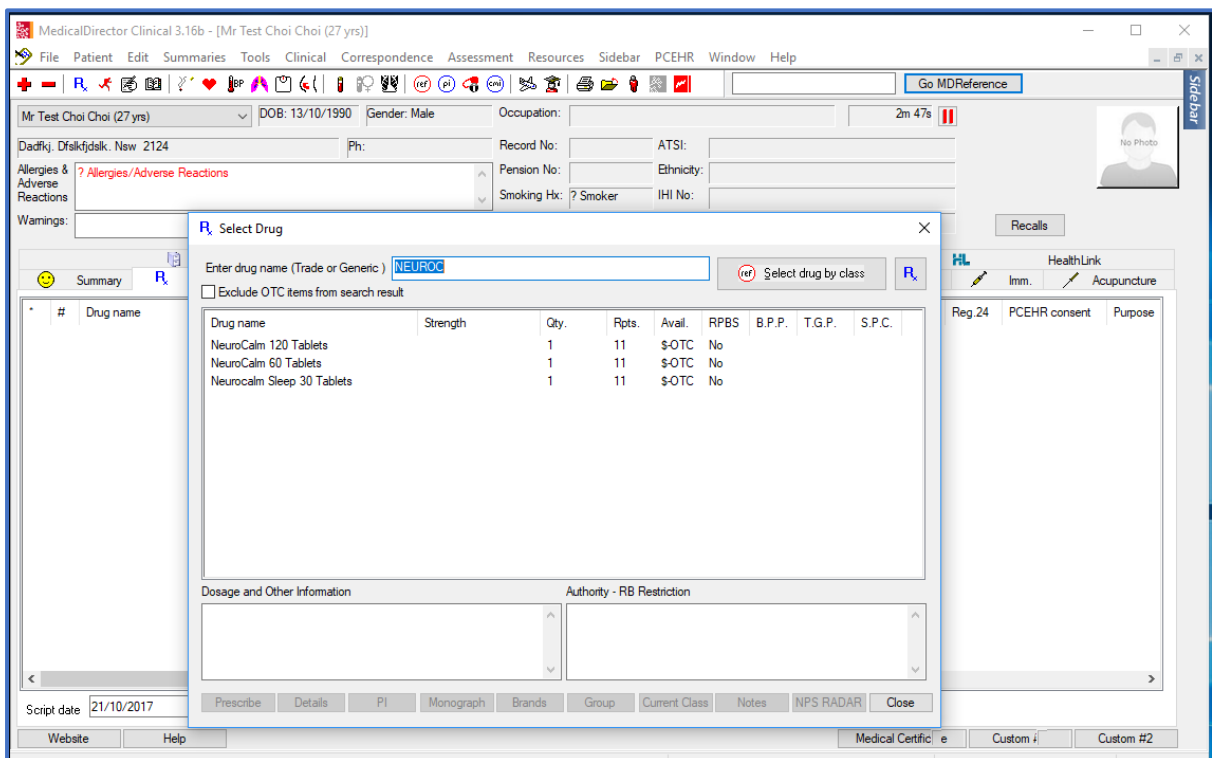 MedicalDirector Clinical 3.16b - [Mr Test Choi Choi (27 yrs)]
File Patient Edit Summaries Tools Clinical Correspondence Assessment Resources Sidebar PCEHR Window Help
Go MDReference
Sidebar
Mr Test Choi Choi (27 yrs) DOB: 13/10/1990 Gender: Male Occupation: 2m 47s
No Photo
Dadfkj. Dfslkfjdslk. Nsw 2124 Ph: Record No: ATSI:
Allergies & Adverse Reactions ? Allergies/Adverse Reactions Pension No: Ethnicity:
Smoking Hx: ? Smoker IHI No:
Warnings: Recalls
Select Drug
Enter drug name (Trade or Generic ) NEUROC Select drug by class
Exclude OTC items from search result
HealthLink
Summary Imm. Acupuncture
* # Drug name Reg.24 PCEHR consent Purpose
Drug name Strength Qty. Rpts. Avail. RPBS B.P.P. T.G.P. S.P.C.
NeuroCalm 120 Tablets 1 11 $-OTC No
NeuroCalm 60 Tablets 1 11 $-OTC No
Neurocalm Sleep 30 Tablets 1 11 $-OTC No
Dosage and Other Information Authority - RB Restriction
Prescribe Details PI Monograph Brands Group Current Class Notes NPS RADAR Close
Script date 21/10/2017
Website Help Medical Certific e Custom Custom #2